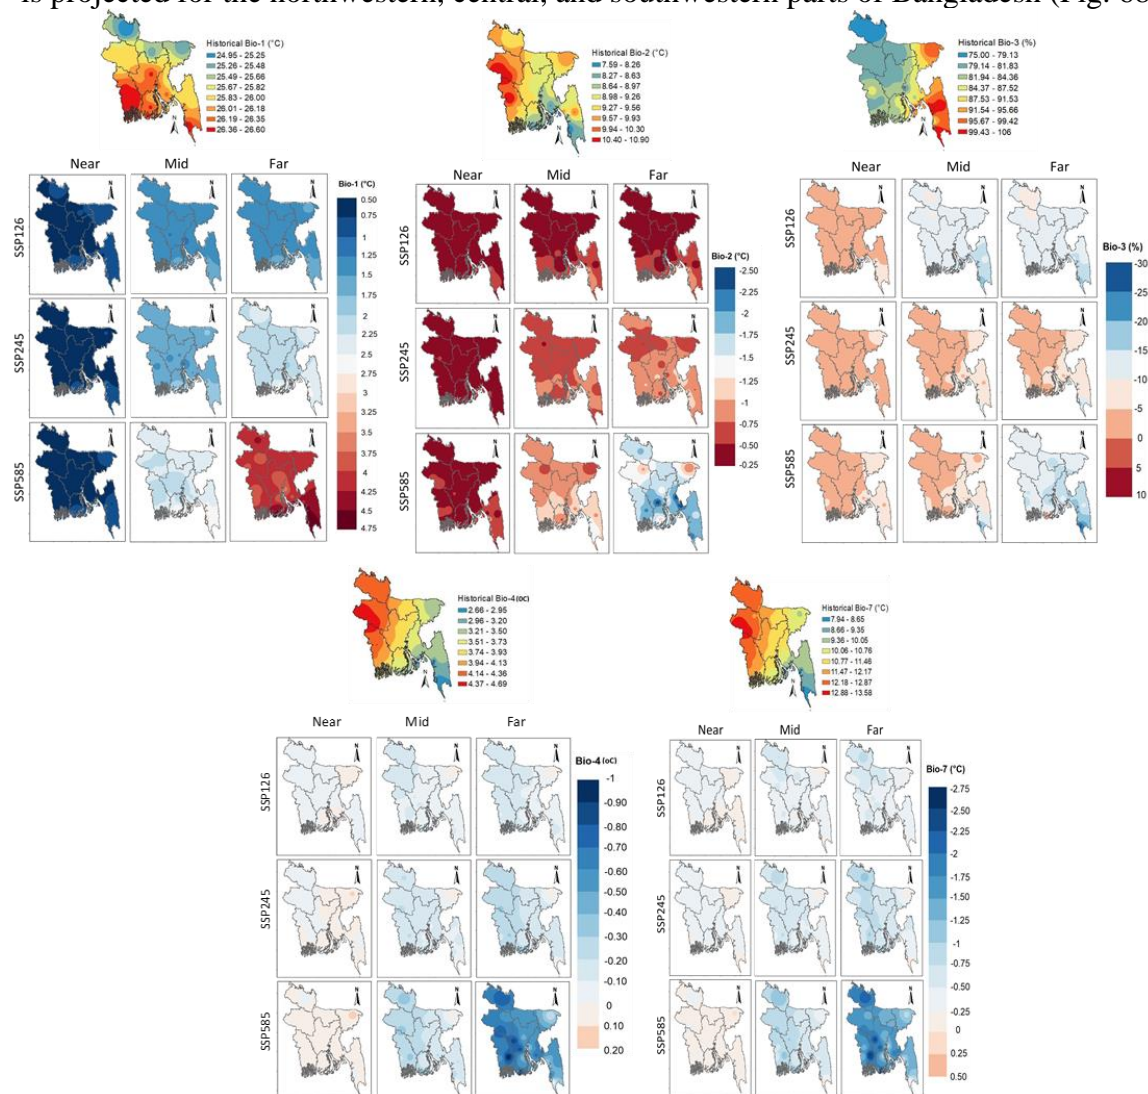 is projected for the northwestern, central, and southwestern parts of Bangladesh (Fig.
Historical Bio-1 (°C)
24.95 - 25.25
25.26 - 25.48
25.49 - 25.66
25.67 - 25.82
25.83 - 26.00
26.01 - 26.18
26.19 - 26.35
26.36 - 26.60
N
Historical Bio-2 (°C)
7.59 - 8.26
8.27 - 8.63
8.64 - 8.97
8.98 - 9.26
9.27 - 9.56
9.57 - 9.93
9.94 - 10.30
10.40 - 10.90
N
Historical Bio-3 (%)
75.00 - 79.13
79.14 - 81.83
81.94 - 84.36
84.37 - 87.52
87.53 - 91.53
91.54 - 95.66
95.67 - 99.42
99.43 - 106
N
Near Mid Far
SSP126
N N N
SSP245
N N N
SSP585
N N N
Bio-1 (°C)
0.50
0.75
1
1.25
1.5
1.75
2
2.25
2.5
2.75
3
3.25
3.5
3.75
4
4.25
4.5
4.75
Near Mid Far
SSP126
N N N
SSP245
N N N
SSP585
N N N
Bio-2 (°C)
-2.50
-2.25
-2
-1.75
-1.5
-1.25
-1
-0.75
-0.50
-0.25
Near Mid Far
SSP126
N N N
SSP245
N N N
SSP585
N N N
Bio-3 (%)
-30
-25
-20
-15
-10
-5
0
5
10
Historical Bio-4 (oC)
2.66 - 2.95
2.96 - 3.20
3.21 - 3.50
3.51 - 3.73
3.74 - 3.93
3.94 - 4.13
4.14 - 4.36
4.37 - 4.69
N
Historical Bio-7 (°C)
7.94 - 8.65
8.66 - 9.35
9.36 - 10.05
10.06 - 10.76
10.77 - 11.46
11.47 - 12.17
12.18 - 12.87
12.88 - 13.58
N
Near Mid Far
SSP126
N N N
SSP245
N N N
SSP585
N N N
Bio-4 (oC)
-1
-0.90
-0.80
-0.70
-0.60
-0.50
-0.40
-0.30
-0.20
-0.10
0
0.10
0.20
Near Mid Far
SSP126
N N N
SSP245
N N N
SSP585
N N N
Bio-7 (°C)
-2.75
-2.50
-2.25
-2
-1.75
-1.50
-1.25
-1
-0.75
-0.50
-0.25
0
0.25
0.50